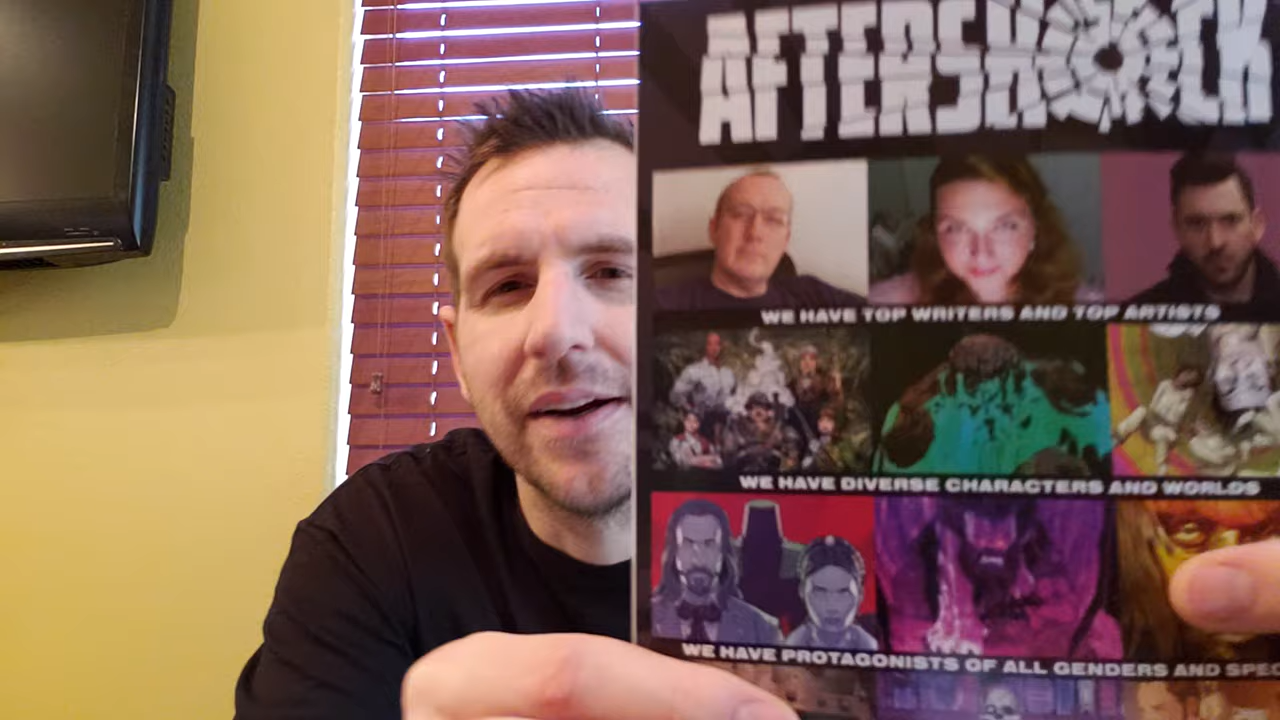 AFTERSHOCK
WE HAVE TOP WRITERS AND TOP ARTISTS
WE HAVE DIVERSE CHARACTERS AND WORLDS
WE HAVE PROTAGONISTS OF ALL GENDERS AND SPEC